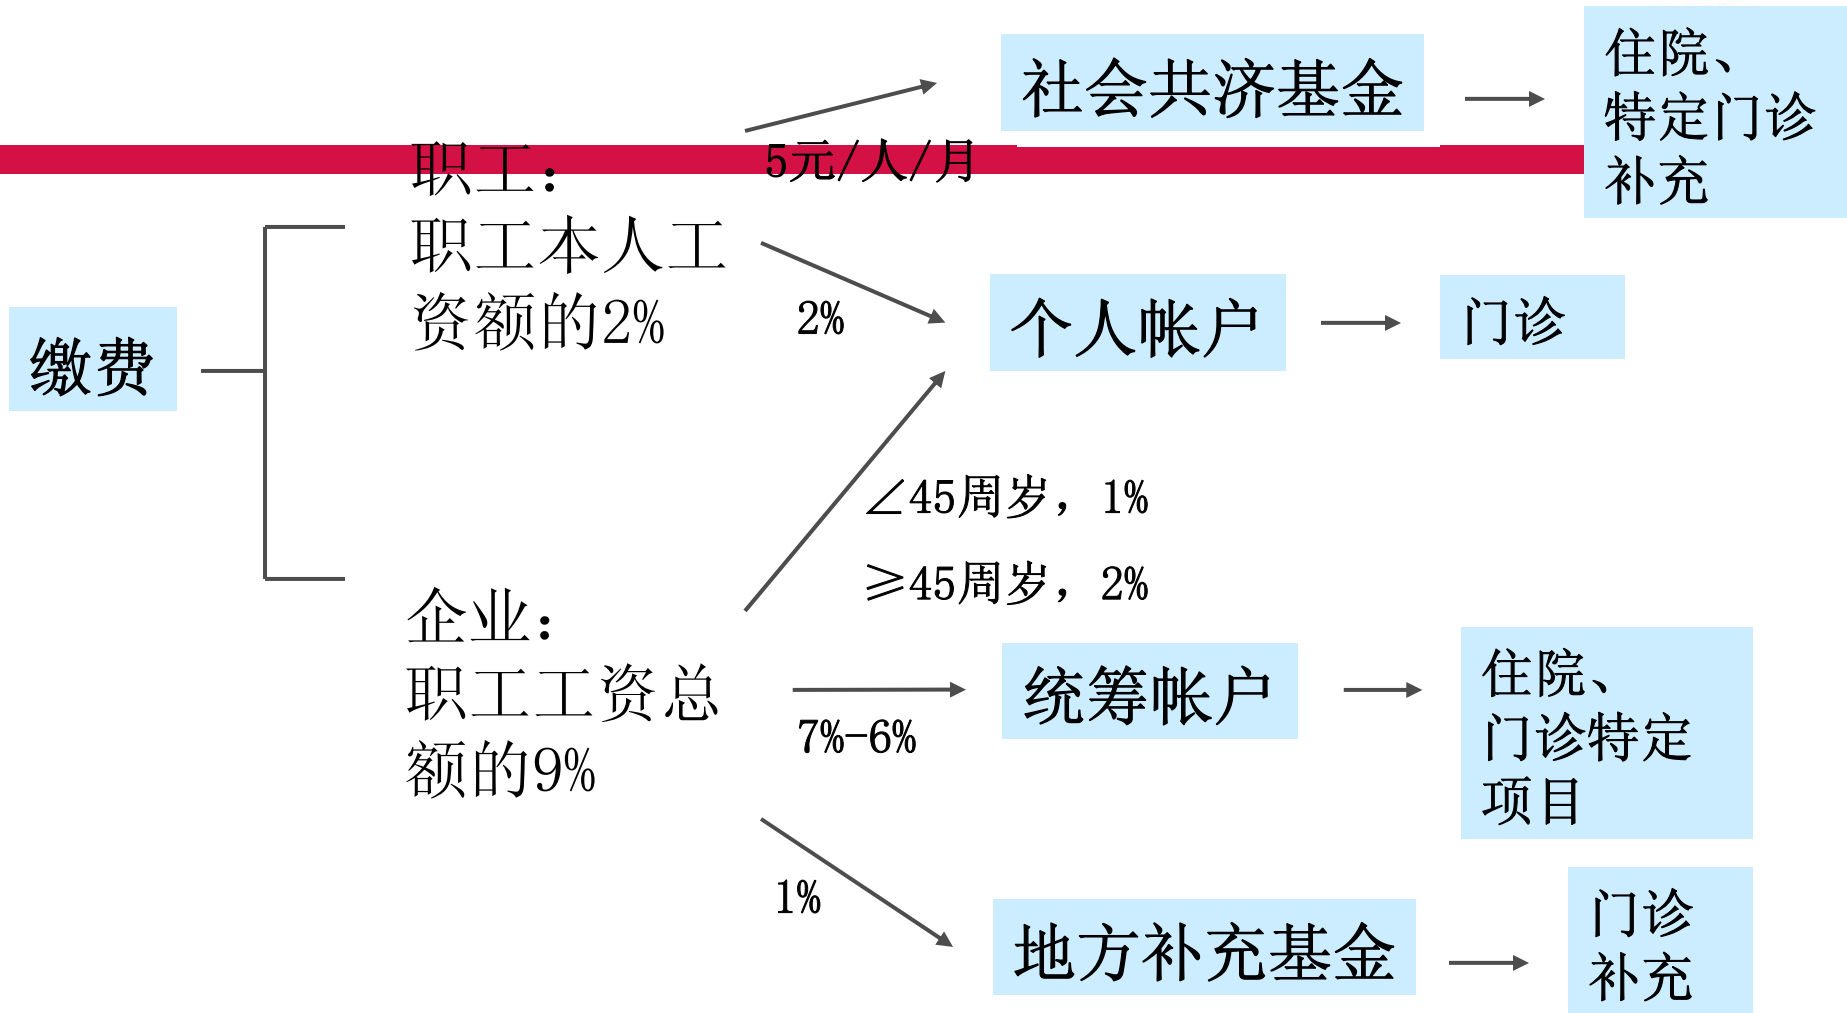 缴费
职工：
职工本人工
资额的2%
企业：
职工工资总
额的9%
5元/人/月
2%
∠45周岁，1%
≥45周岁，2%
7%-6%
1%
社会共济基金
住院、
特定门诊
补充
个人帐户
门诊
统筹帐户
住院、
门诊特定
项目
地方补充基金
门诊
补充